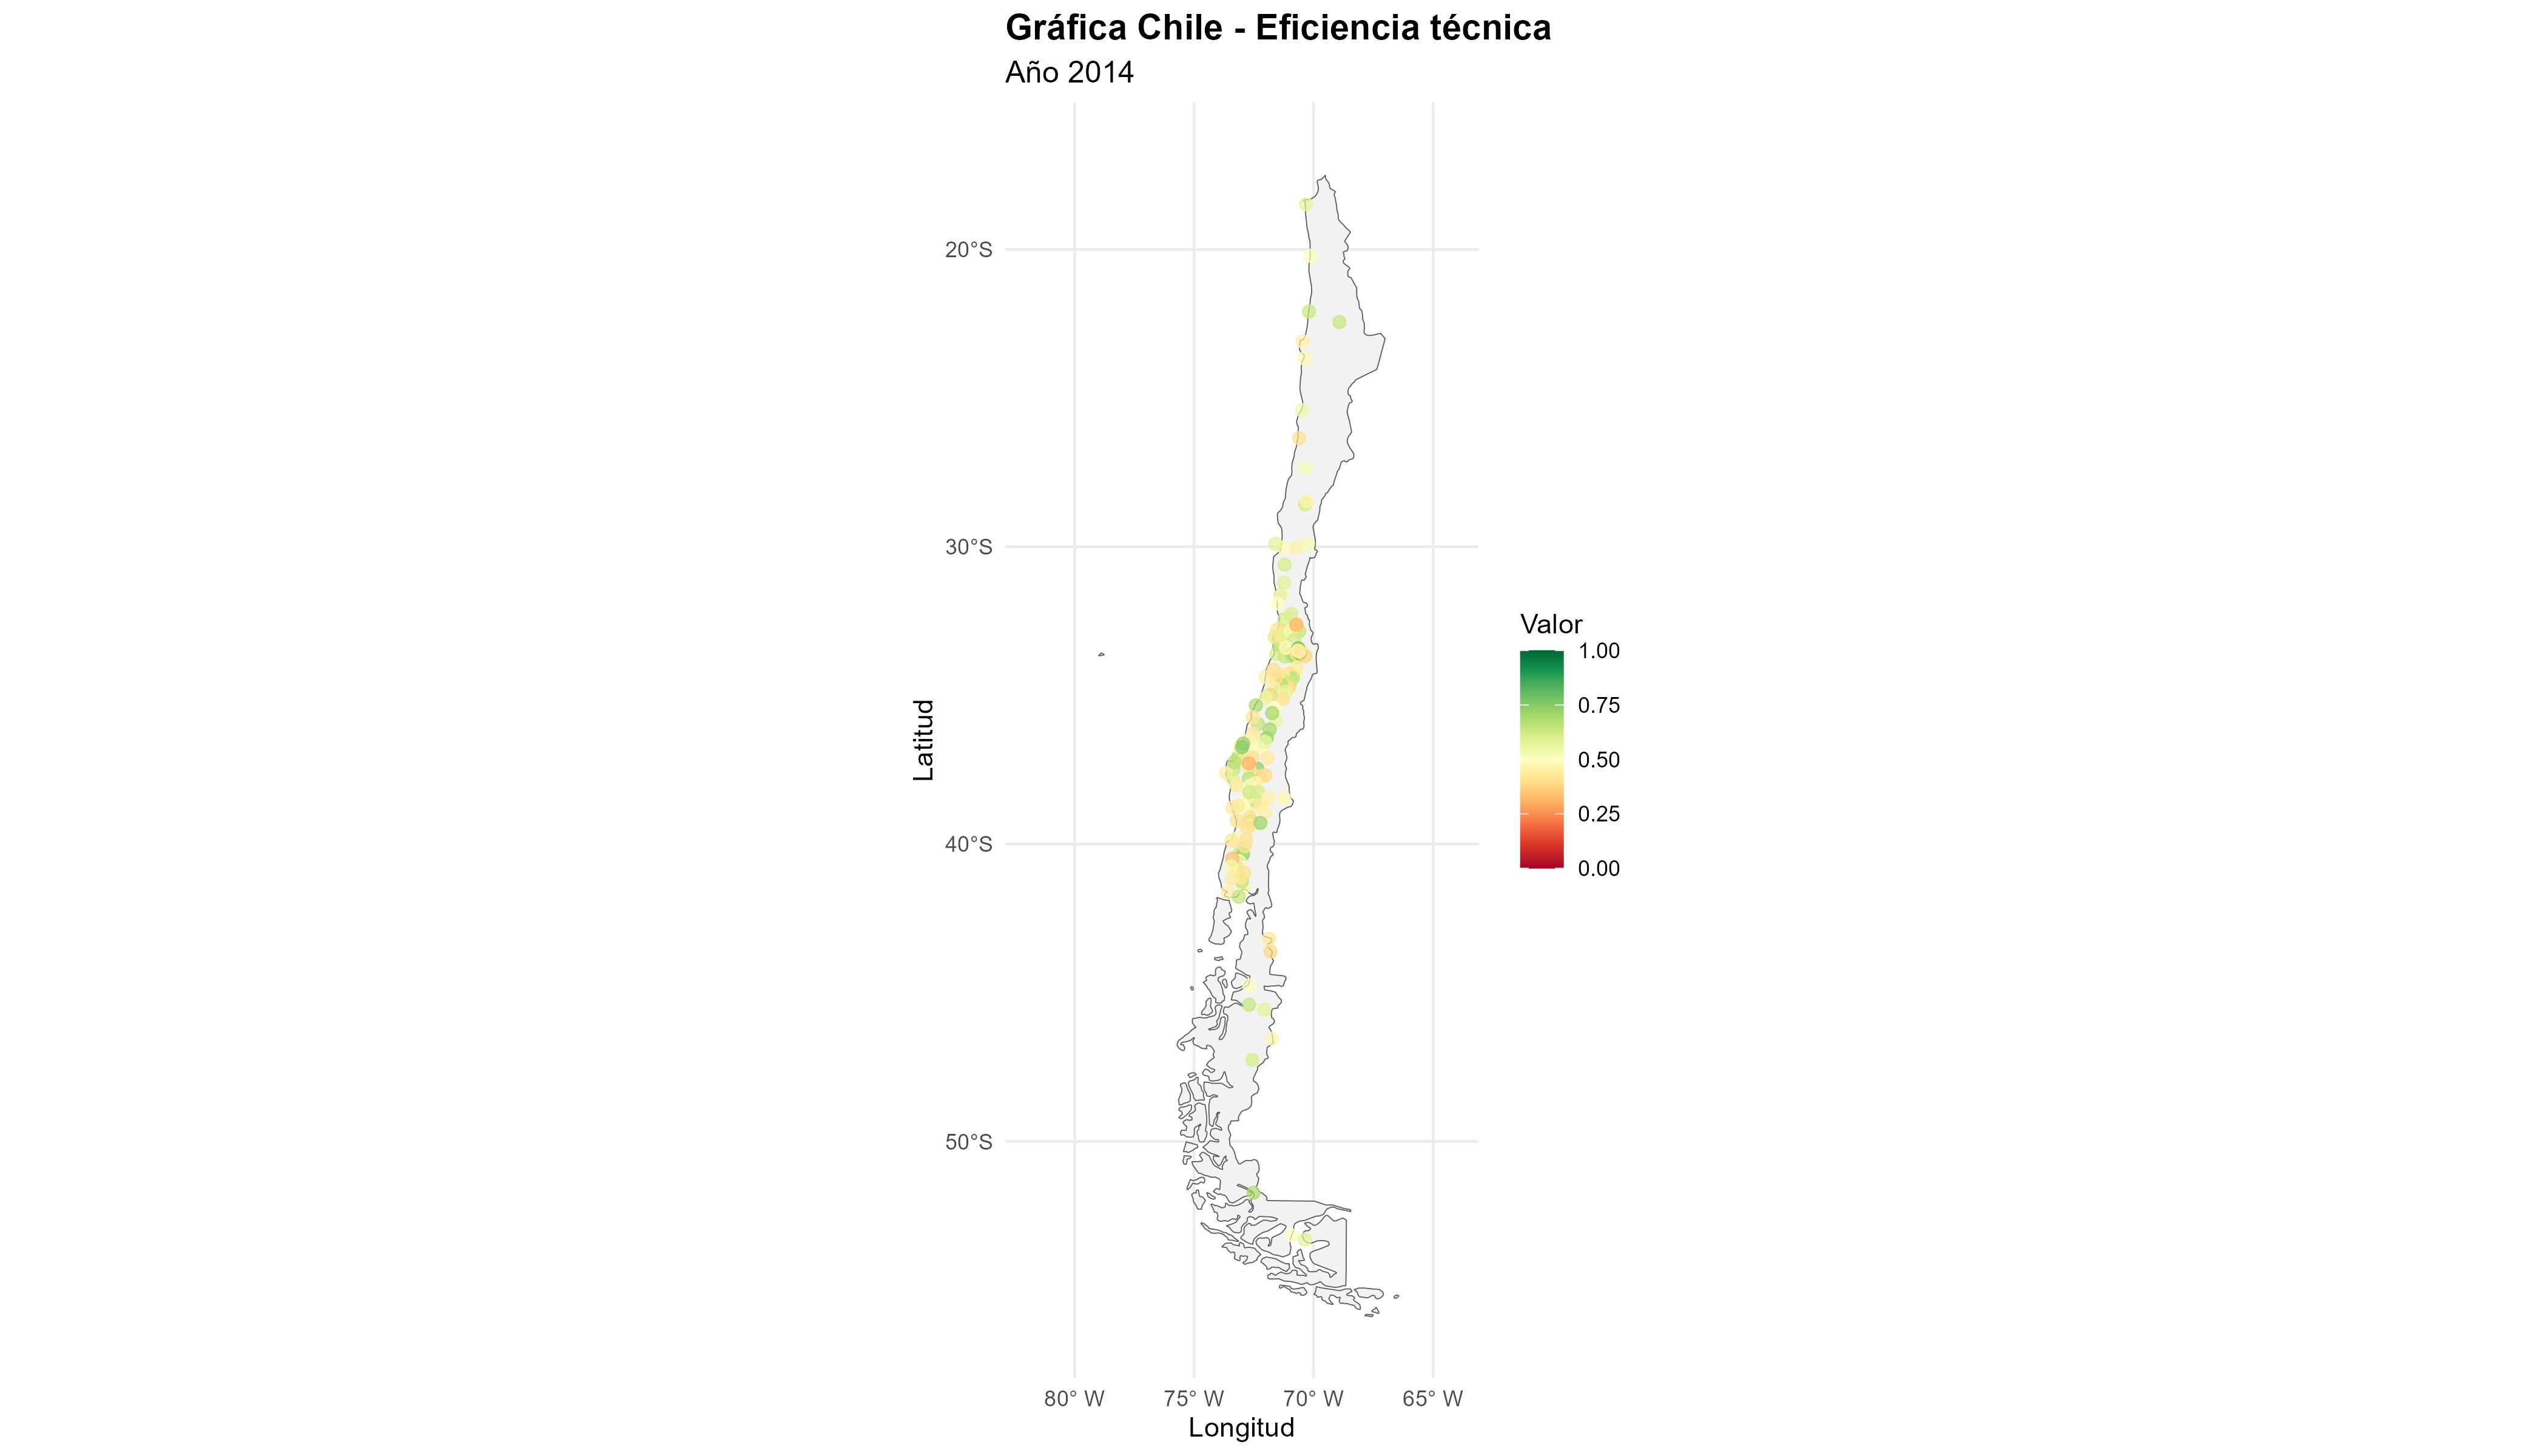 Gráfica Chile - Eficiencia técnica
Año 2014
20°S
30°S
40°S
50°S
Latitud
80° W
75° W
70° W
65° W
Longitud
Valor
1.00
0.75
0.50
0.25
0.00